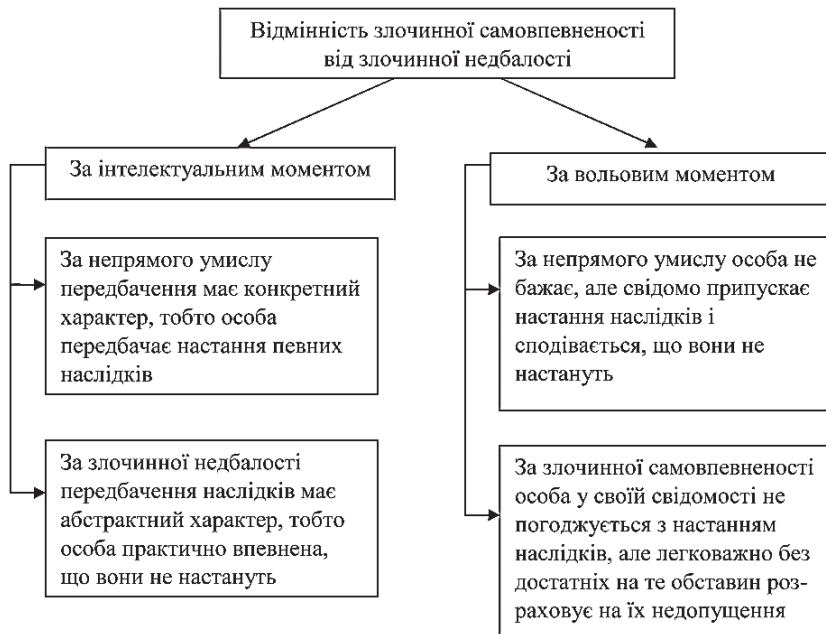 Відмінність злочинної самовпевненості
від злочинної недбалості
За інтелектуальним моментом
За непрямого умислу
передбачення має конкретний
характер, тобто особа
передбачає настання певних
наслідків
За злочинної недбалості
передбачення наслідків має
абстрактний характер, тобто
особа практично впевнена,
що вони не настануть
За вольовим моментом
За непрямого умислу особа не
бажає, але свідомо припускає
настання наслідків і
сподівається, що вони не
настануть
За злочинної самовпевненості
особа у своїй свідомості не
погоджується з настанням
наслідків, але легковажно без
достатніх на те обставин роз-
раховує на їх недопущення